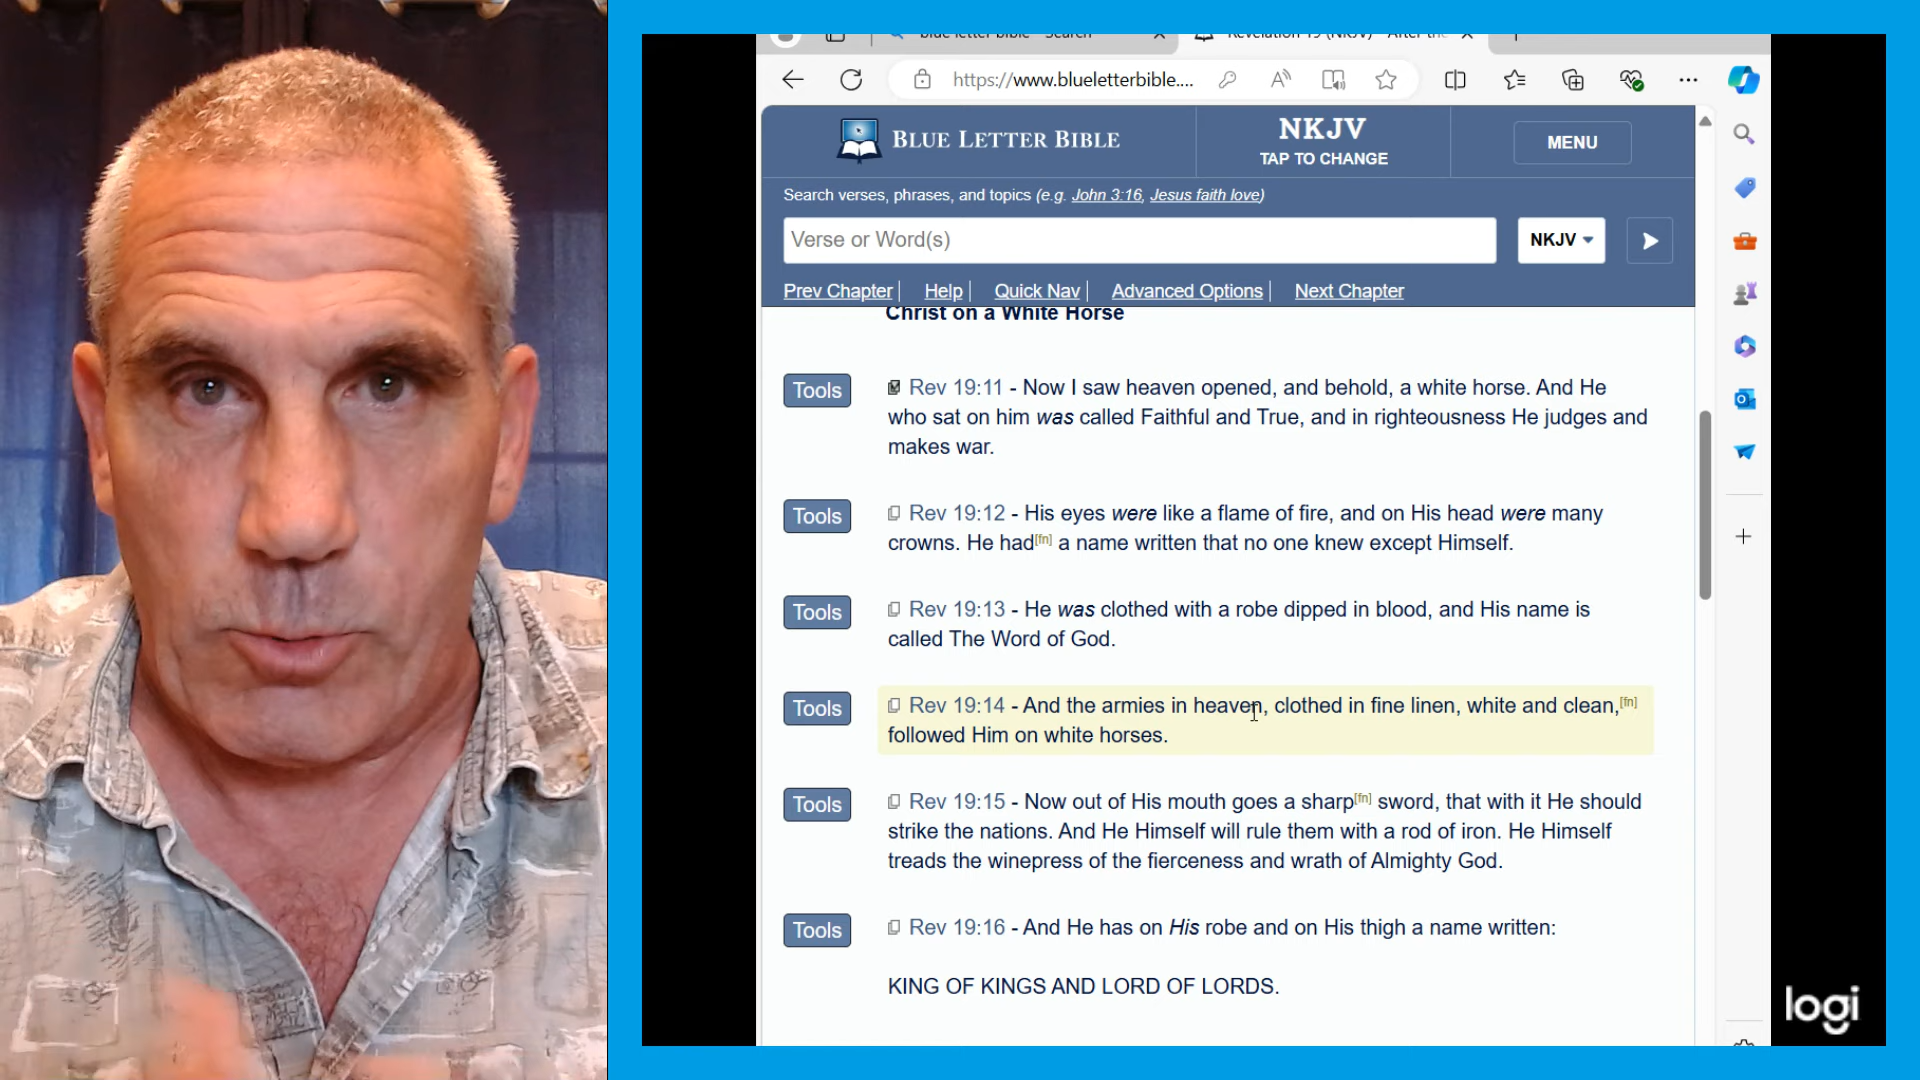 blue letter bible - Search
Revelation 19 (NKJV) - After the
https://www.blueletterbible....
BLUE LETTER BIBLE
NKJV
TAP TO CHANGE
MENU
Search verses, phrases, and topics (e.g. John 3:16, Jesus faith love)
Verse or Word(s)
NKJV
Prev Chapter | Help | Quick Nav | Advanced Options | Next Chapter
Christ on a White Horse
Tools
Rev 19:11 - Now I saw heaven opened, and behold, a white horse. And He
who sat on him was called Faithful and True, and in righteousness He judges and
makes war.
Tools
Rev 19:12 - His eyes were like a flame of fire, and on His head were many
crowns. He had[fn] a name written that no one knew except Himself.
Tools
Rev 19:13 - He was clothed with a robe dipped in blood, and His name is
called The Word of God.
Tools
Rev 19:14 - And the armies in heaven, clothed in fine linen, white and clean,[fn]
followed Him on white horses.
Tools
Rev 19:15 - Now out of His mouth goes a sharp[fn] sword, that with it He should
strike the nations. And He Himself will rule them with a rod of iron. He Himself
treads the winepress of the fierceness and wrath of Almighty God.
Tools
Rev 19:16 - And He has on His robe and on His thigh a name written:
KING OF KINGS AND LORD OF LORDS.
logi